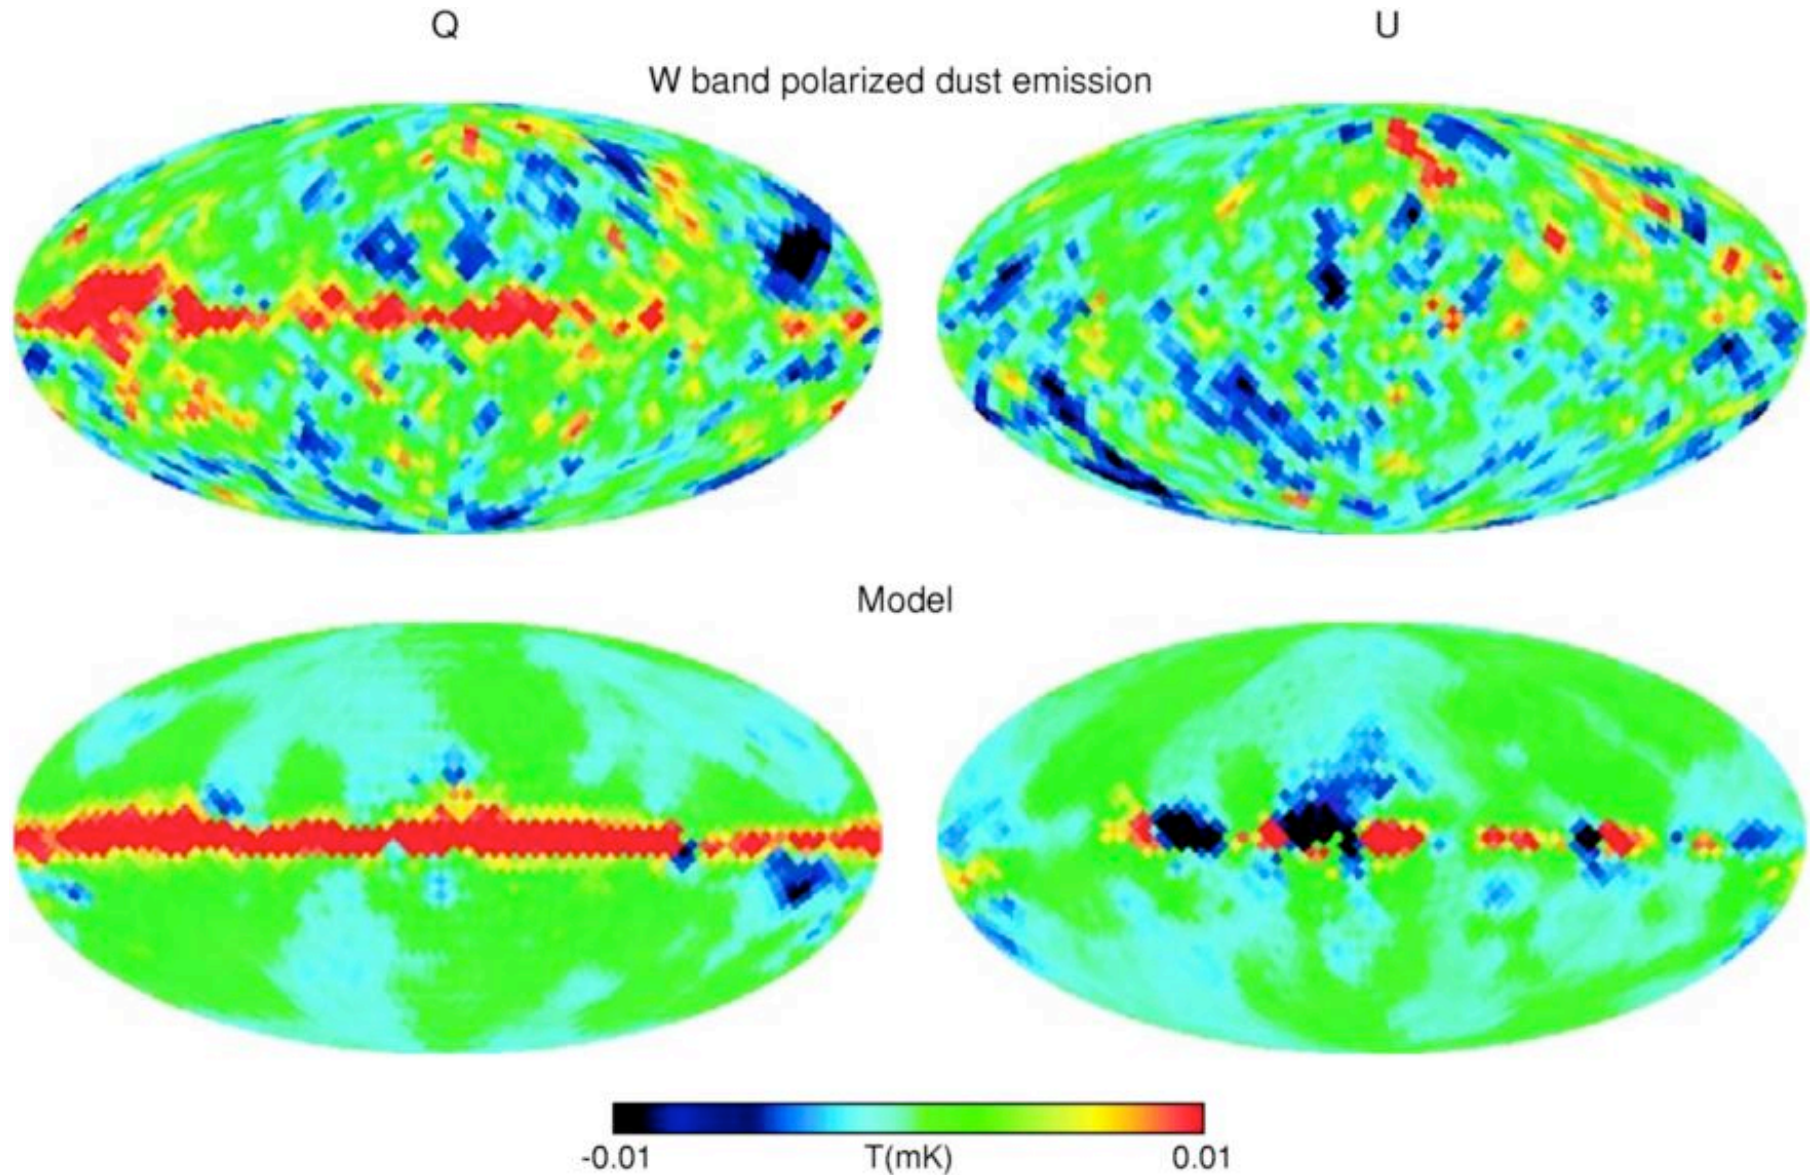 Q U
W band polarized dust emission
Model
-0.01 T(mK) 0.01